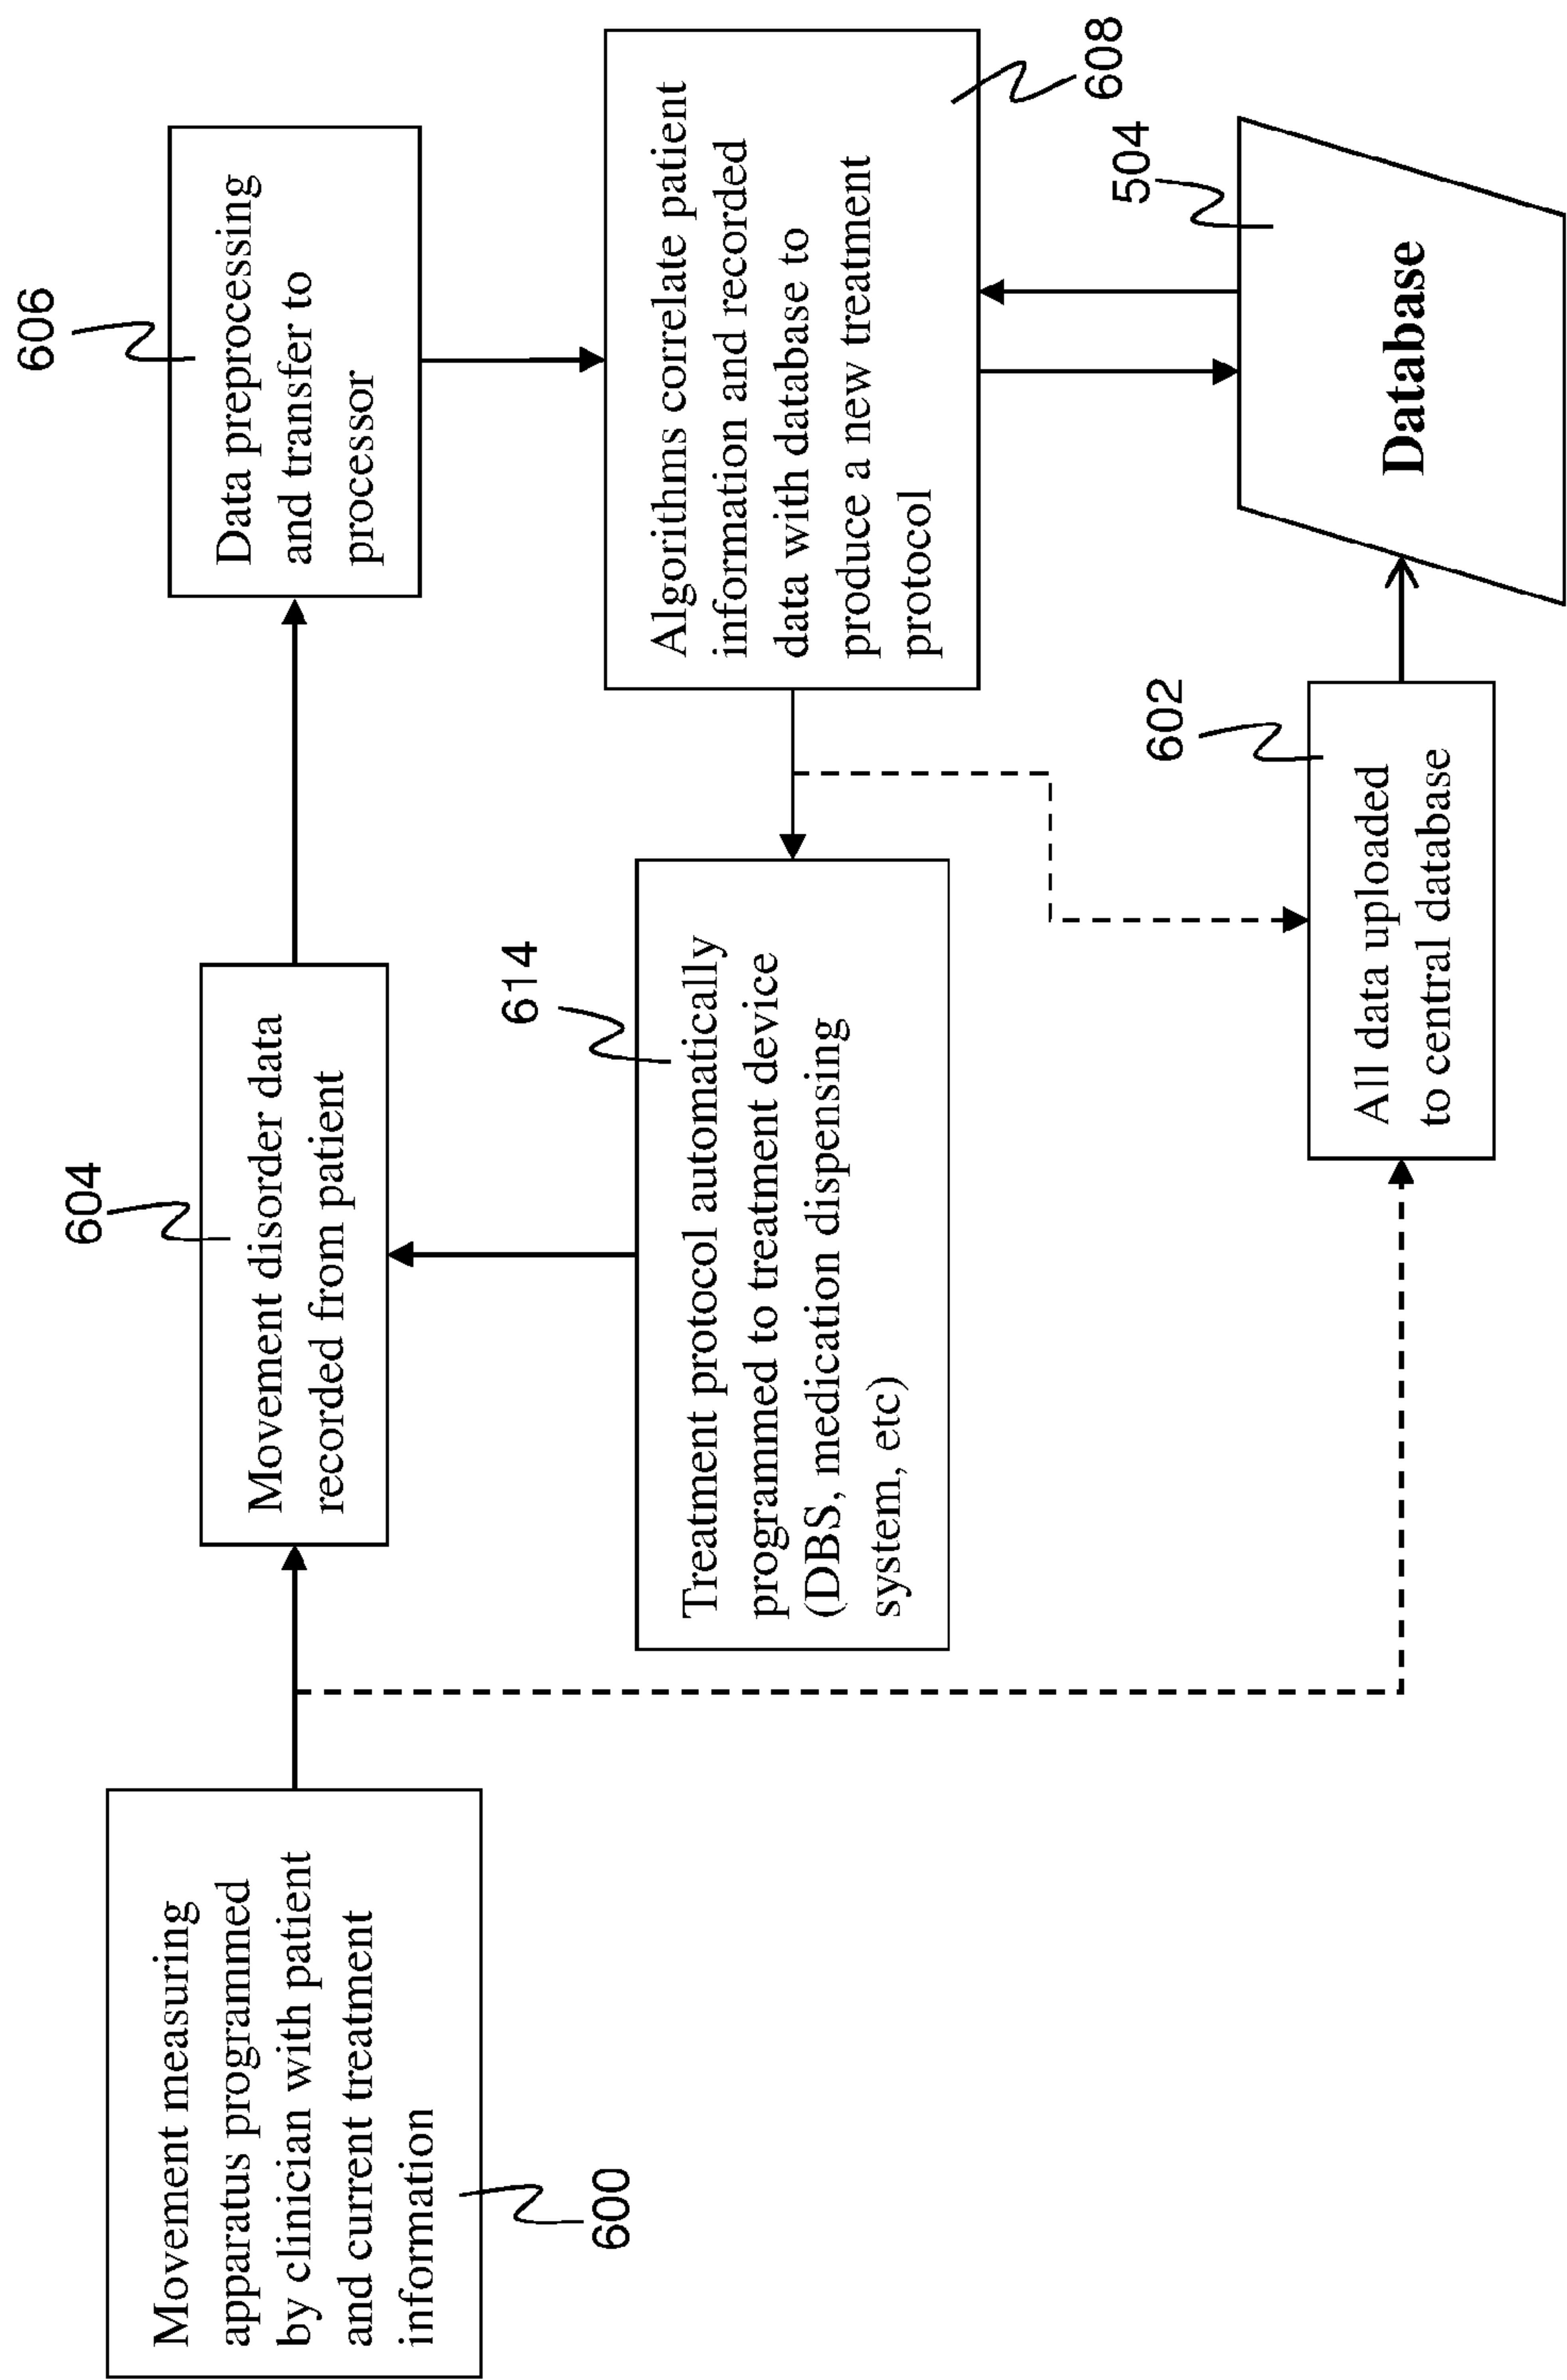 600
Movement measuring
apparatus programmed
by clinician with patient
and current treatment
information
604
Movement disorder data
recorded from patient
606
Data preprocessing
and transfer to
processor
614
Treatment protocol automatically
programmed to treatment device
(DBS, medication dispensing
system, etc)
Algorithms correlate patient
information and recorded
data with database to
produce a new treatment
protocol
608
602
All data uploaded
to central database
504
Database